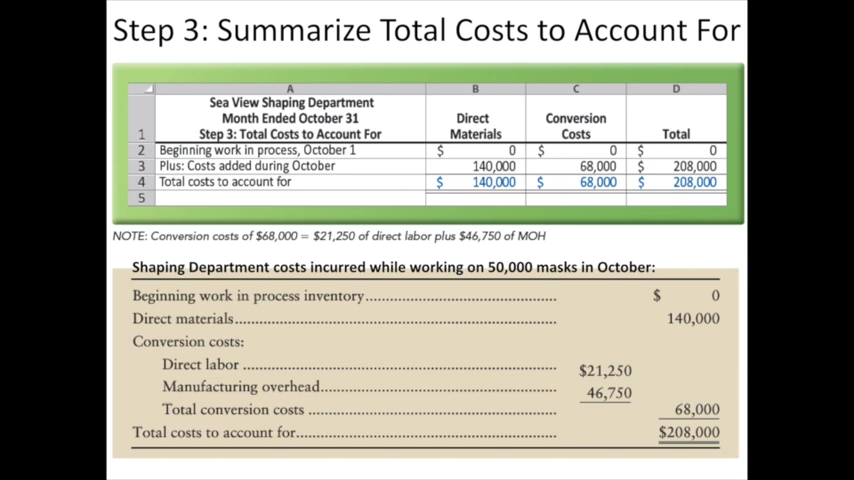 Step 3: Summarize Total Costs to Account For
A B C D
Sea View Shaping Department
Month Ended October 31 Direct Conversion
1 Step 3: Total Costs to Account For Materials Costs Total
2 Beginning work in process, October 1 $ 0 $ 0 $ 0
3 Plus: Costs added during October 140,000 68,000 $ 208,000
4 Total costs to account for $ 140,000 $ 68,000 $ 208,000
5
NOTE: Conversion costs of $68,000 = $21,250 of direct labor plus $46,750 of MOH
Shaping Department costs incurred while working on 50,000 masks in October:
Beginning work in process inventory........ $ 0
Direct materials........ 140,000
Conversion costs:
Direct labor ........ $21,250
Manufacturing overhead........ 46,750
Total conversion costs ........ 68,000
Total costs to account for........ $208,000